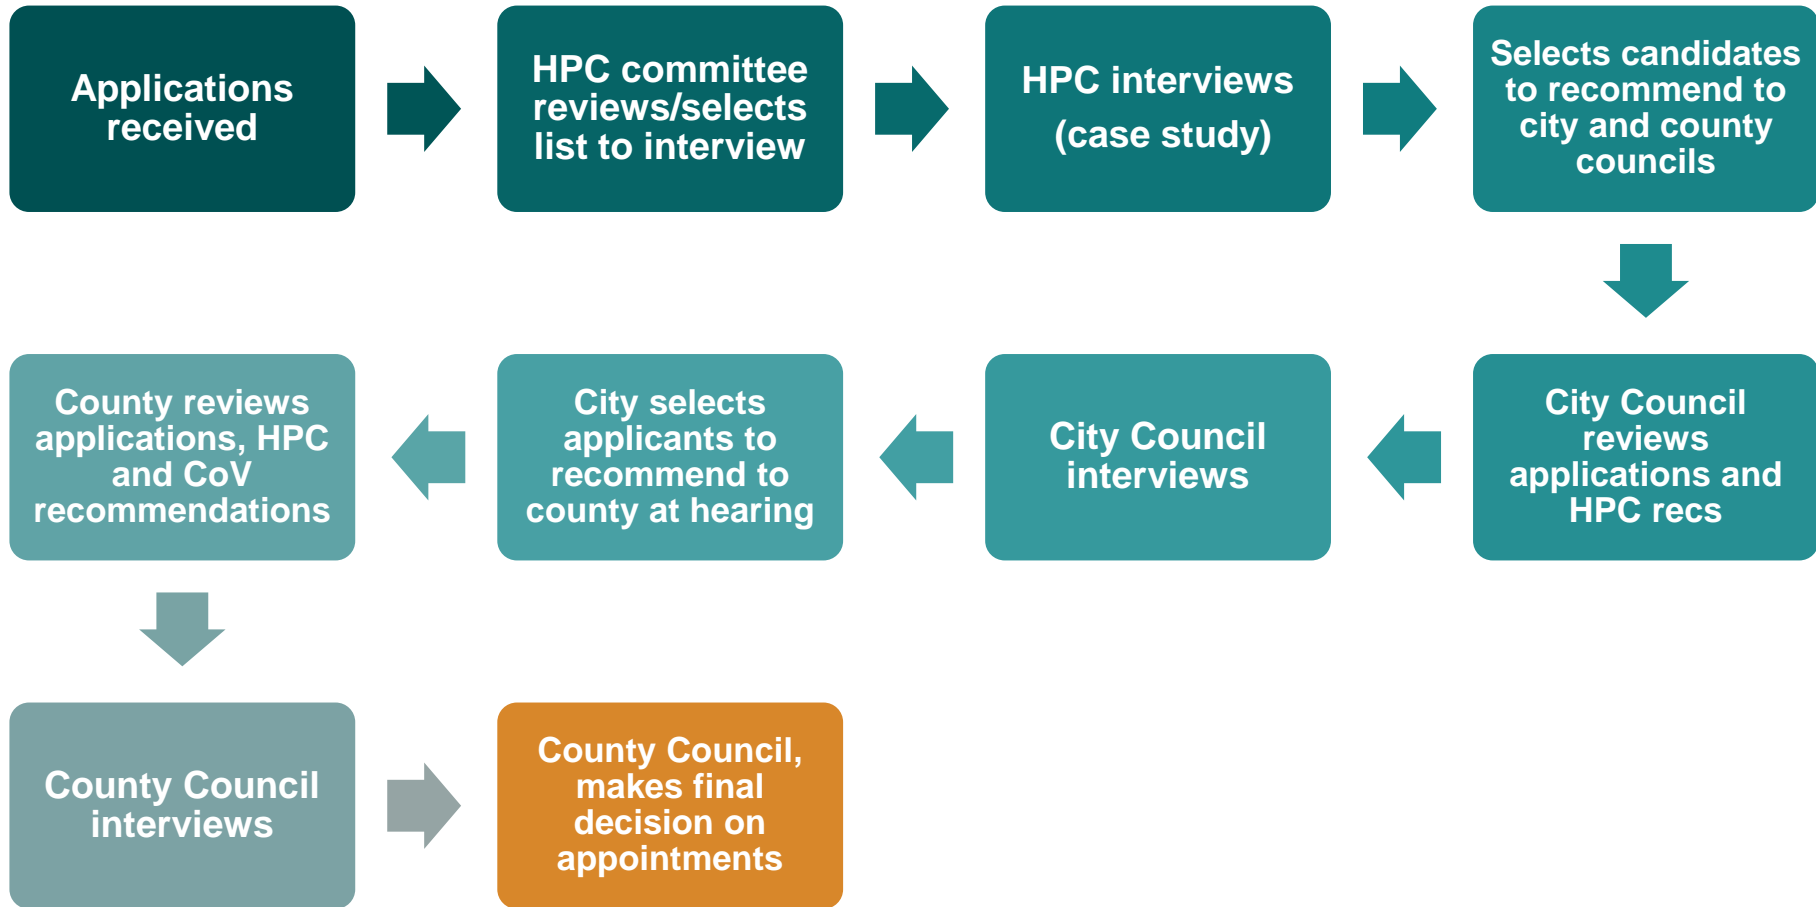 Applications
received
HPC committee
reviews/selects
list to interview
HPC interviews
(case study)
Selects candidates
to recommend to
city and county
councils
City Council
reviews
applications and
HPC recs
City Council
interviews
City selects
applicants to
recommend to
county at hearing
County reviews
applications, HPC
and CoV
recommendations
County Council
interviews
County Council,
makes final
decision on
appointments